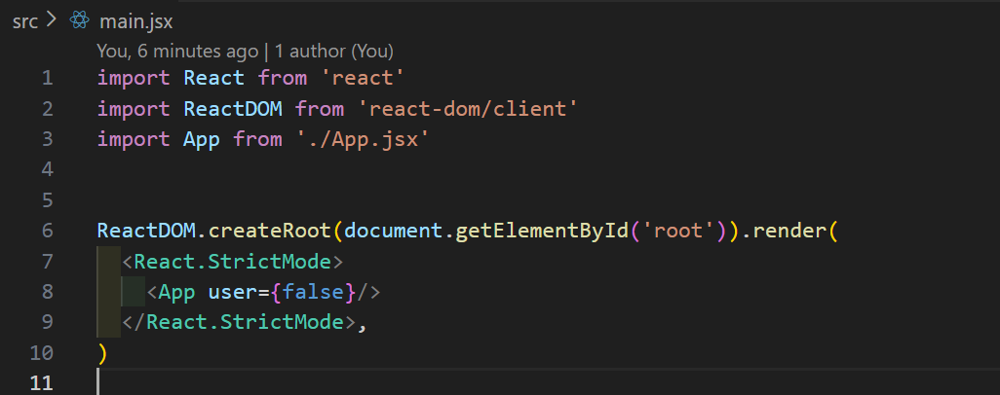 src > main.jsx
You, 6 minutes ago | 1 author (You)
1 import React from 'react'
2 import ReactDOM from 'react-dom/client'
3 import App from './App.jsx'
4
5
6 ReactDOM.createRoot(document.getElementById('root')).render(
7   <React.StrictMode>
8     <App user={false}/>
9   </React.StrictMode>,
10 )
11